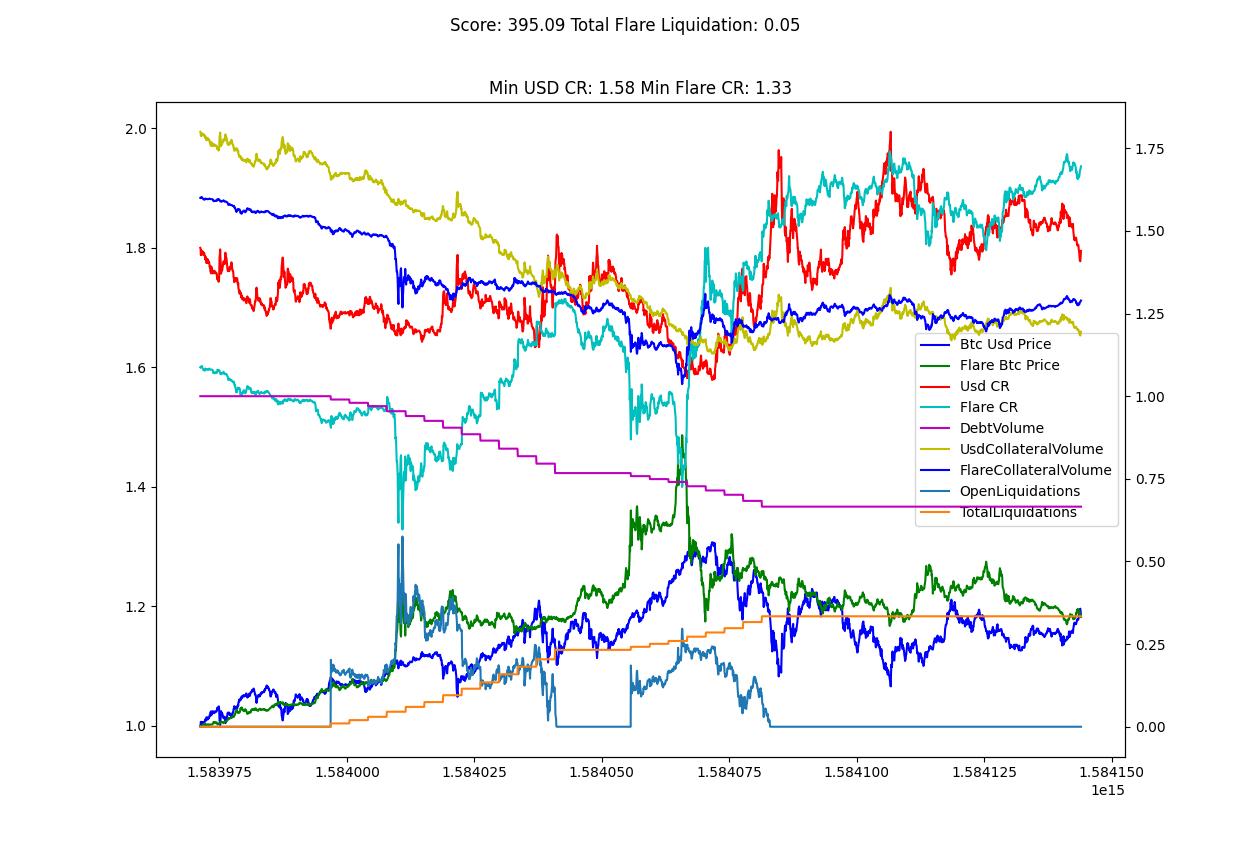 Score: 395.09 Total Flare Liquidation: 0.05
Min USD CR: 1.58 Min Flare CR: 1.33
2.0
1.8
1.6
1.4
1.2
1.0
1.75
1.50
1.25
1.00
0.75
0.50
0.25
0.00
Btc Usd Price
Flare Btc Price
Usd CR
Flare CR
DebtVolume
UsdCollateralVolume
FlareCollateralVolume
OpenLiquidations
TotalLiquidations
1.583975 1.584000 1.584025 1.584050 1.584075 1.584100 1.584125 1.584150
1e15